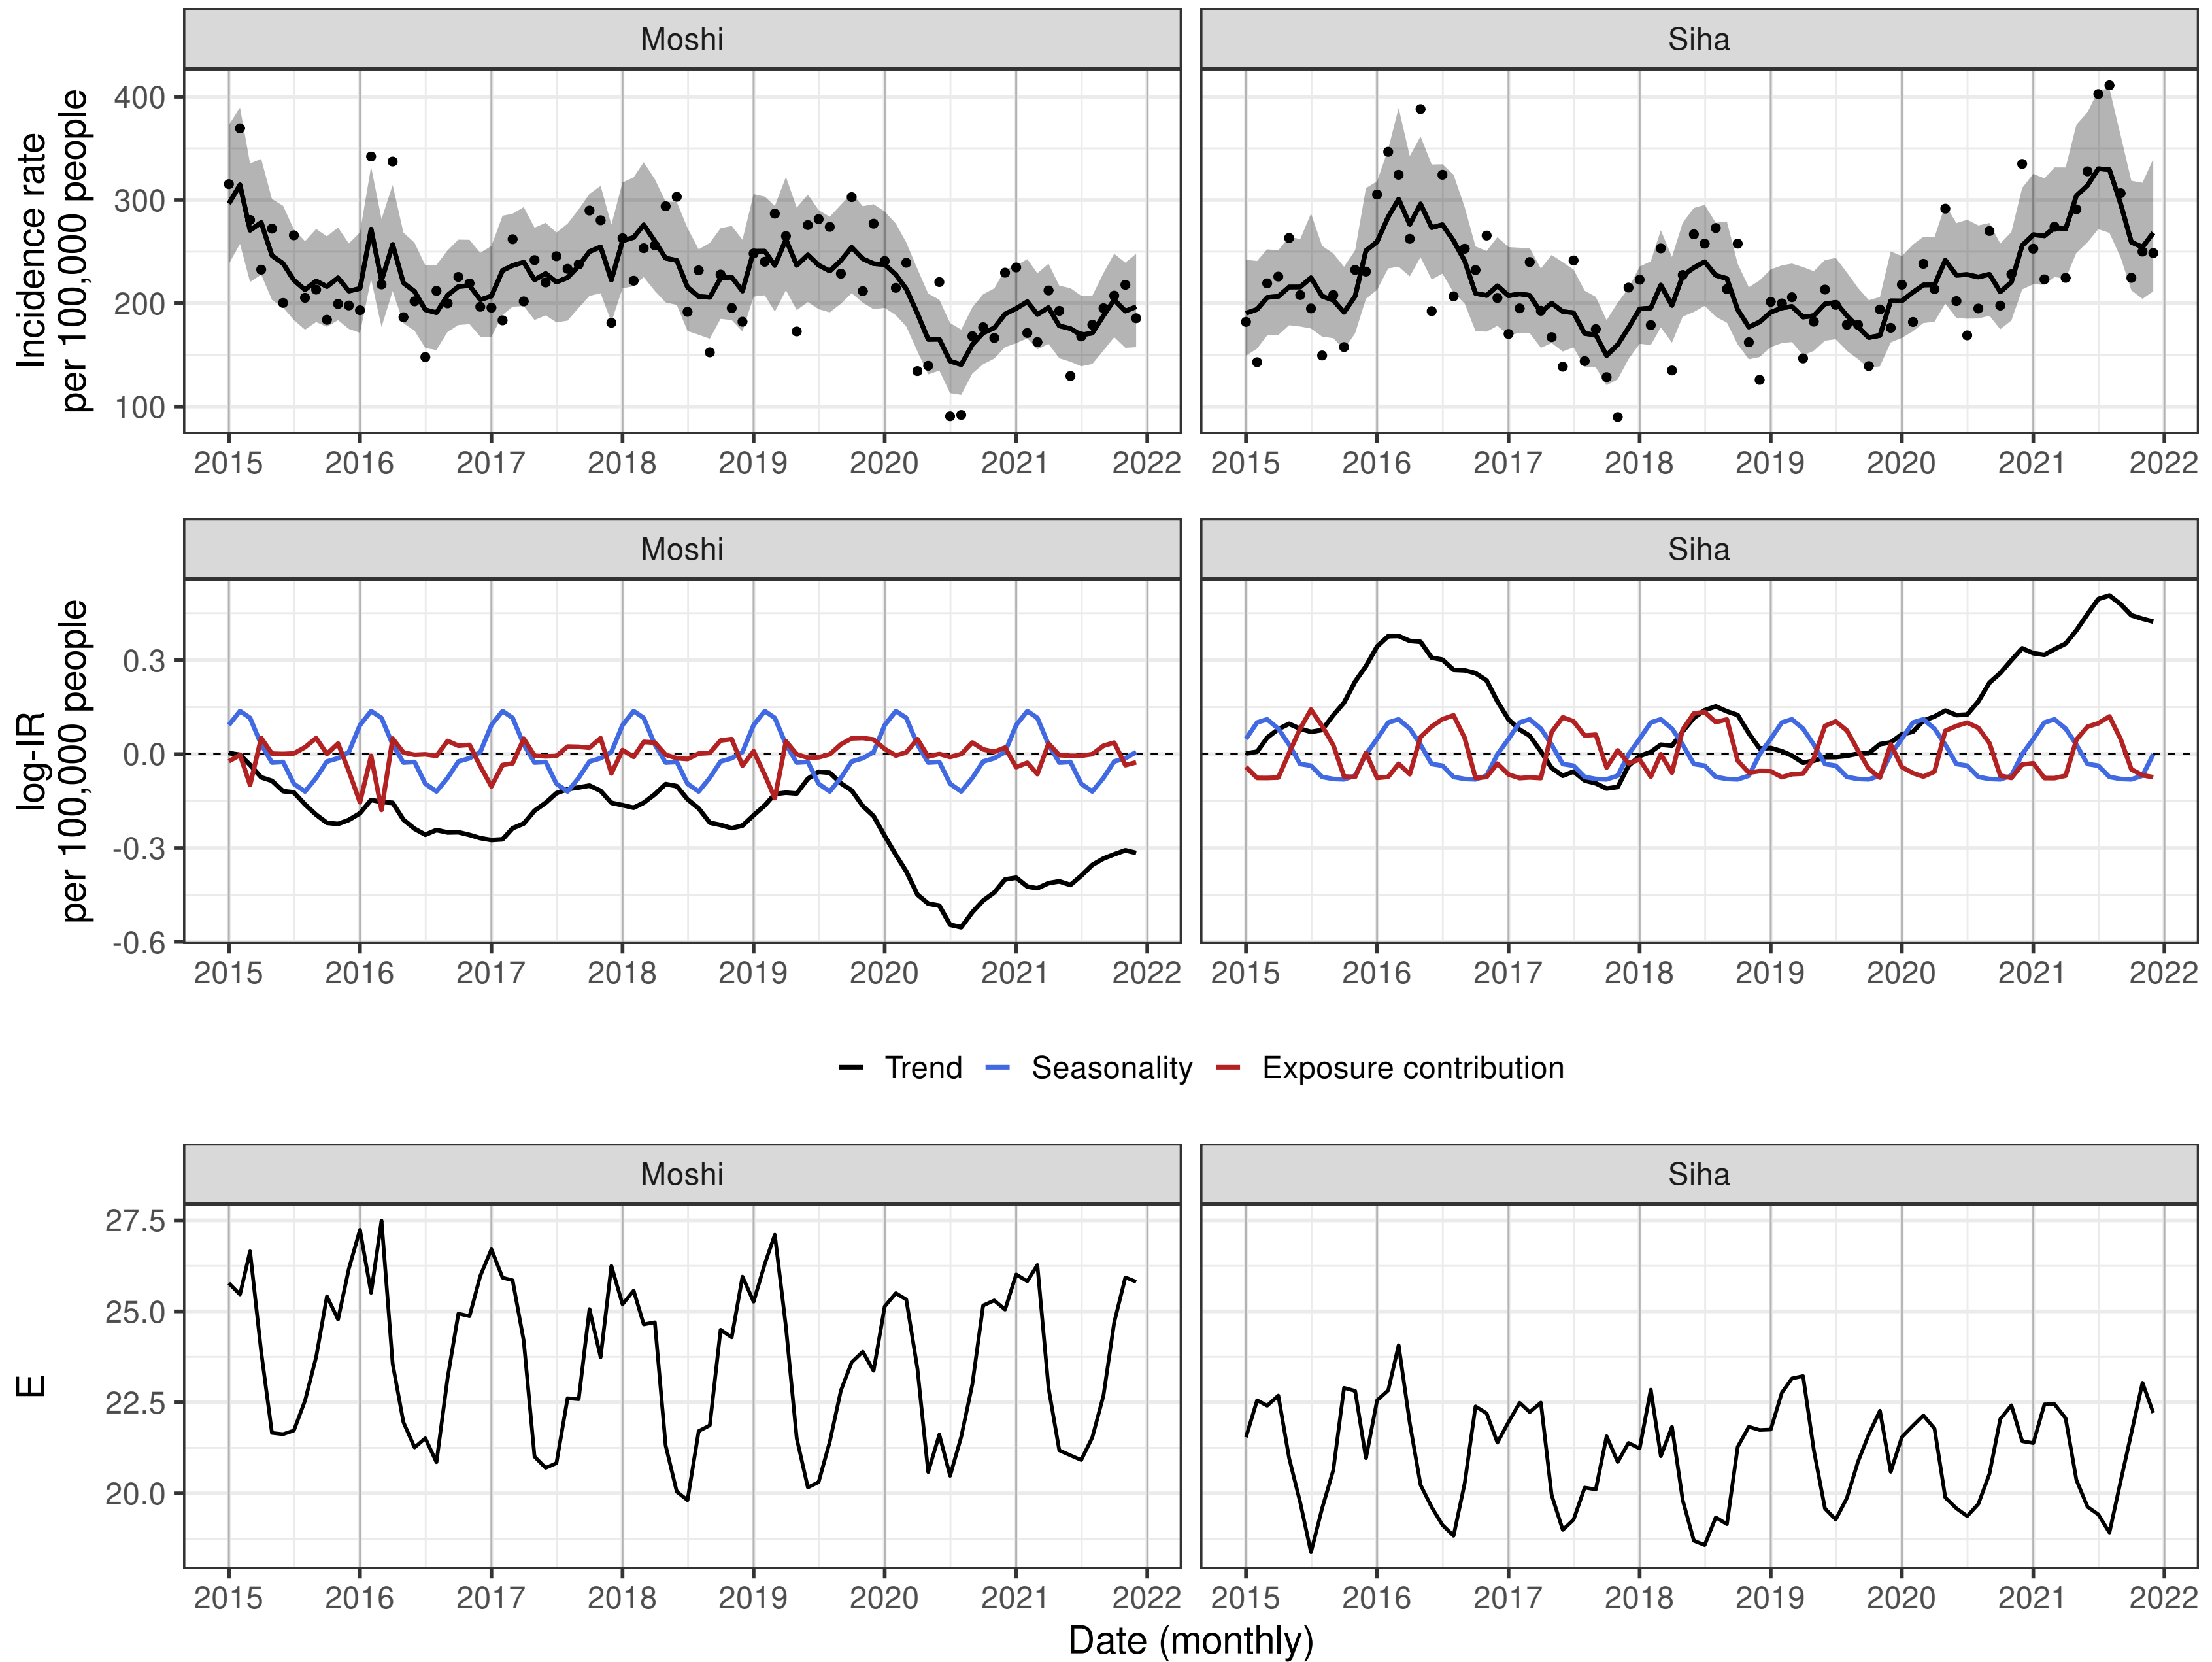 Moshi
Siha
Incidence rate
per 100,000 people
400
300
200
100
2015 2016 2017 2018 2019 2020 2021 2022
2015 2016 2017 2018 2019 2020 2021 2022
Moshi
Siha
log-IR
per 100,000 people
0.3
0.0
-0.3
-0.6
2015 2016 2017 2018 2019 2020 2021 2022
2015 2016 2017 2018 2019 2020 2021 2022
Trend Seasonality Exposure contribution
Moshi
Siha
E
27.5
25.0
22.5
20.0
2015 2016 2017 2018 2019 2020 2021 2022
2015 2016 2017 2018 2019 2020 2021 2022
Date (monthly)